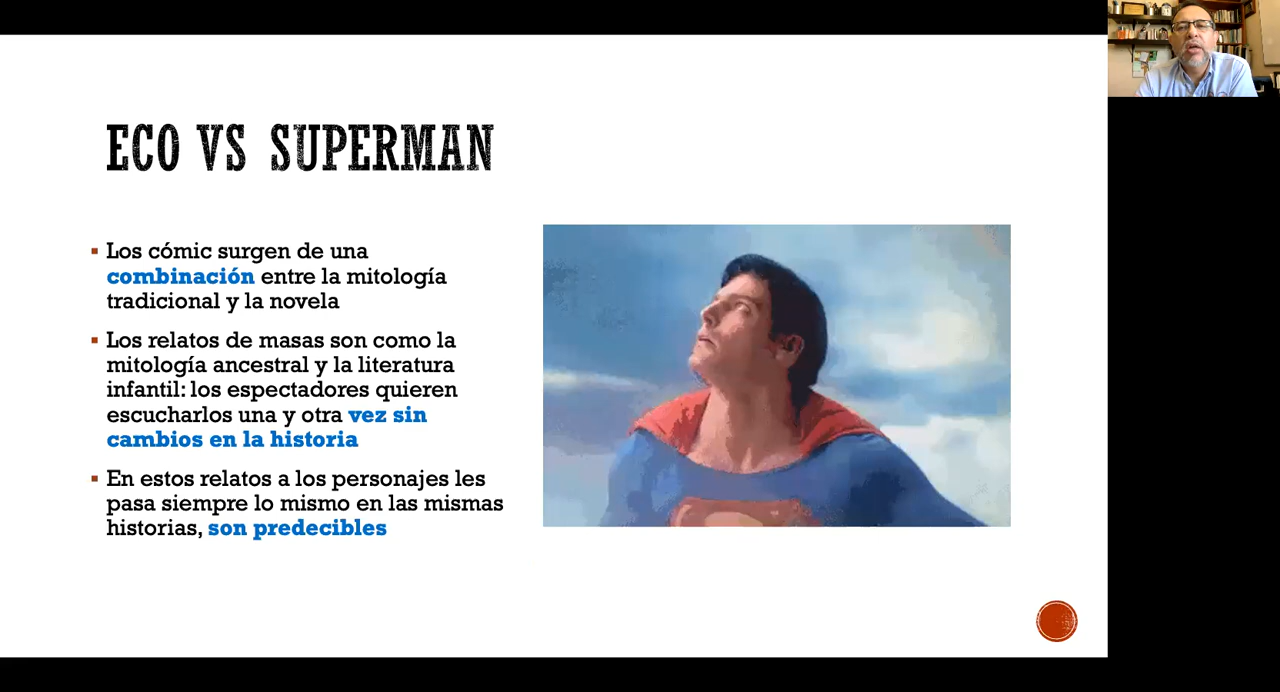 ECO VS SUPERMAN
Los cómic surgen de una
combinación entre la mitología
tradicional y la novela
Los relatos de masas son como la
mitología ancestral y la literatura
infantil: los espectadores quieren
escucharlos una y otra vez sin
cambios en la historia
En estos relatos a los personajes les
pasa siempre lo mismo en las mismas
historias, son predecibles